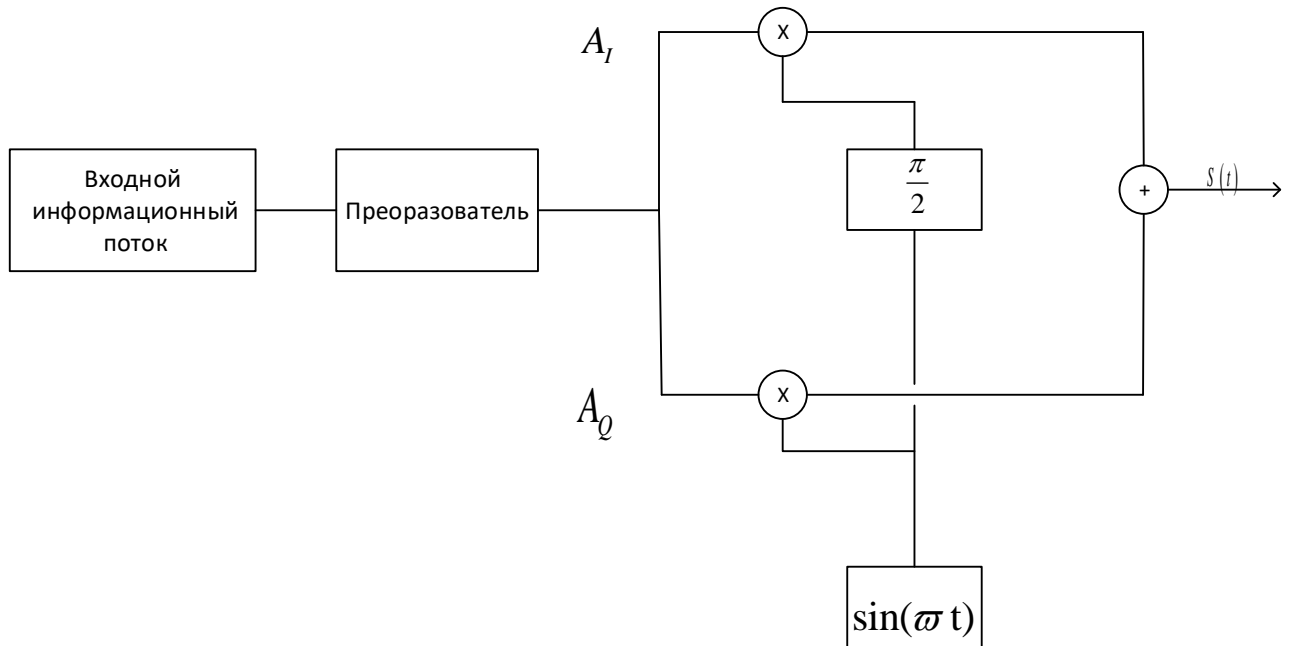 A_I
X
Входной
информационный
поток
Преоразователь
π
2
S(t)
+
A_Q
X
sin(ϖ t)